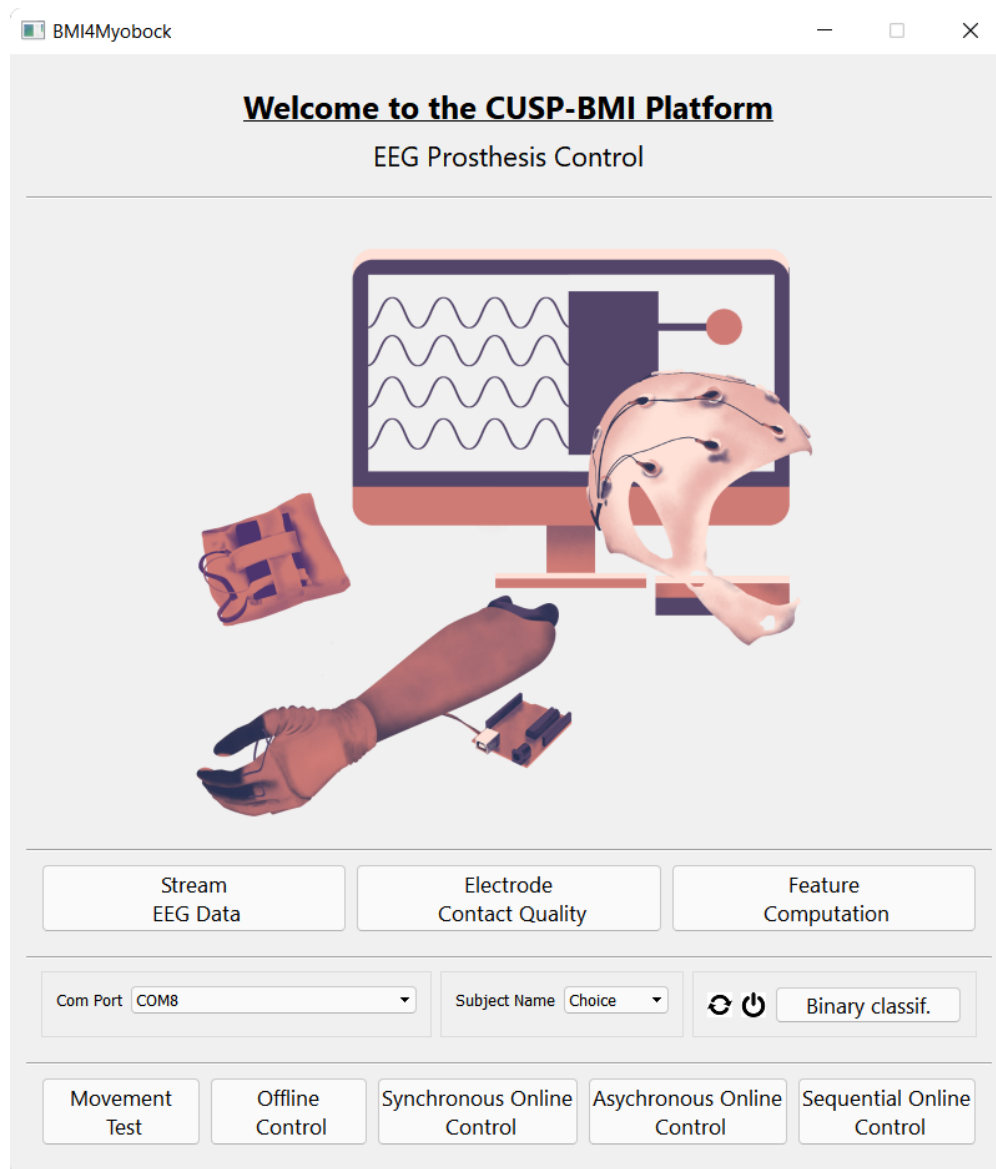 BMI4Myobock
Welcome to the CUSP-BMI Platform
EEG Prosthesis Control
Stream
EEG Data
Electrode
Contact Quality
Feature
Computation
Com Port COM8
Subject Name Choice
Binary classif.
Movement
Test
Offline
Control
Synchronous Online
Control
Asychronous Online
Control
Sequential Online
Control